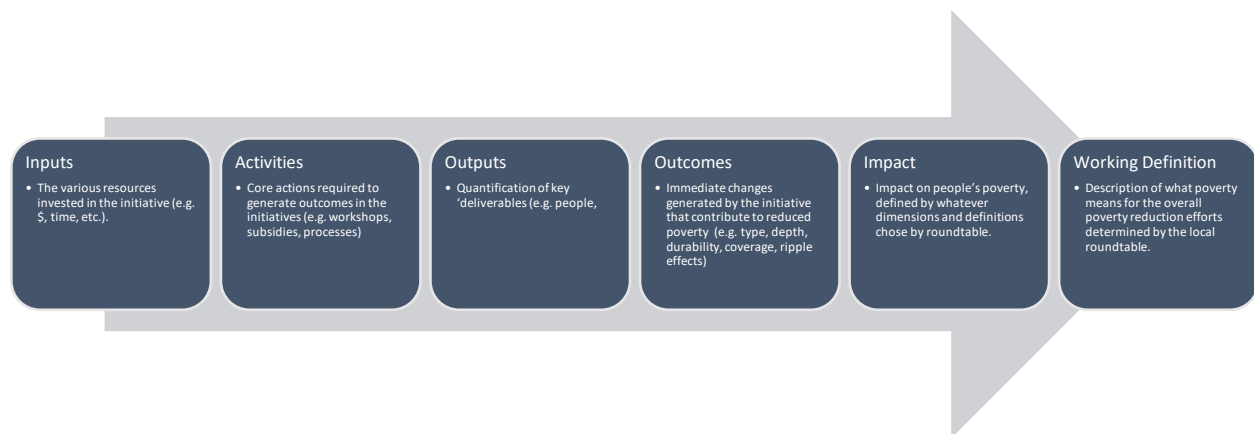 Inputs
• The various resources
invested in the initiative (e.g.
$, time, etc.).
Activities
• Core actions required to
generate outcomes in the
initiatives (e.g. workshops,
subsidies, processes)
Outputs
• Quantification of key
‘deliverables (e.g. people,
Outcomes
• Immediate changes
generated by the initiative
that contribute to reduced
poverty (e.g. type, depth,
durability, coverage, ripple
effects)
Impact
• Impact on people’s poverty,
defined by whatever
dimensions and definitions
chose by roundtable.
Working Definition
• Description of what poverty
means for the overall
poverty reduction efforts
determined by the local
roundtable.